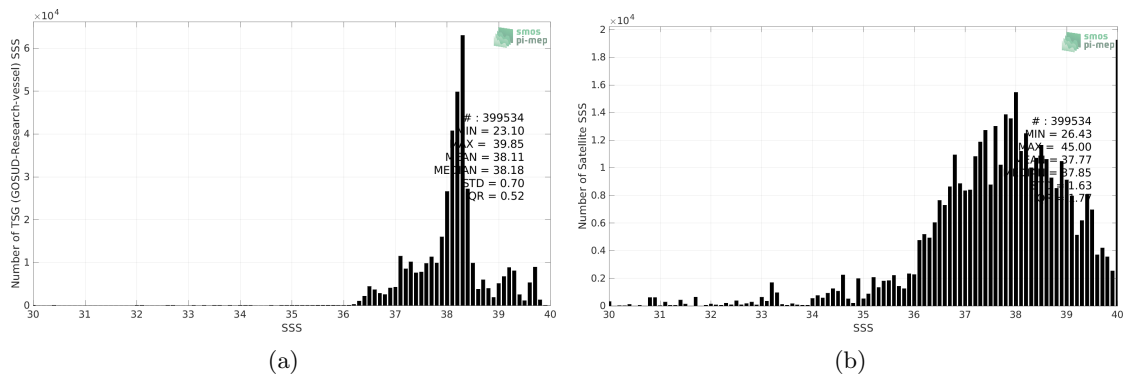 ×10⁴
6
5
4
3
2
1
0
Number of TSG (GOSUD-Research-vessel) SSS
30 31 32 33 34 35 36 37 38 39 40
SSS
smos
pi-mep
# : 399534
MIN = 23.10
MAX = 39.85
MEAN = 38.11
MEDIAN = 38.18
STD = 0.70
IQR = 0.52
(a)
×10⁴
2
1.8
1.6
1.4
1.2
1
0.8
0.6
0.4
0.2
0
Number of Satellite SSS
30 31 32 33 34 35 36 37 38 39 40
SSS
smos
pi-mep
# : 399534
MIN = 26.43
MAX = 45.00
MEAN = 37.77
MEDIAN = 37.85
STD = 1.63
(b)